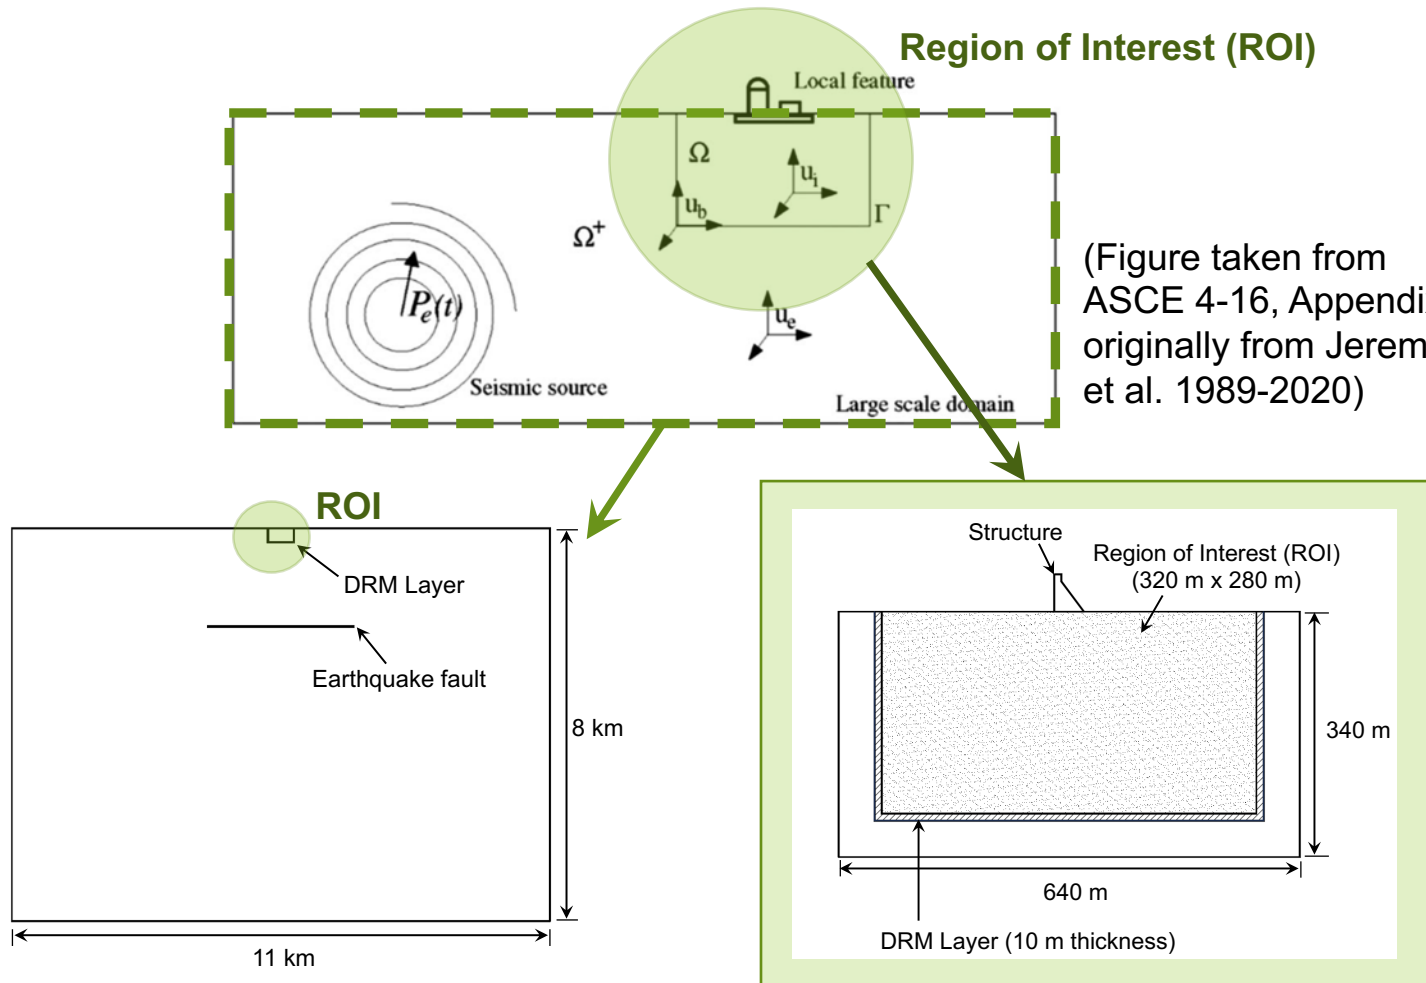 Region of Interest (ROI)
Local feature
Ω
u_i
u_b
Γ
Ω⁺
P_e(t)
u_e
Seismic source
Large scale domain
(Figure taken from
ASCE 4-16, Appendi
originally from Jerem
et al. 1989-2020)
ROI
DRM Layer
Earthquake fault
8 km
11 km
Structure
Region of Interest (ROI)
(320 m x 280 m)
340 m
640 m
DRM Layer (10 m thickness)